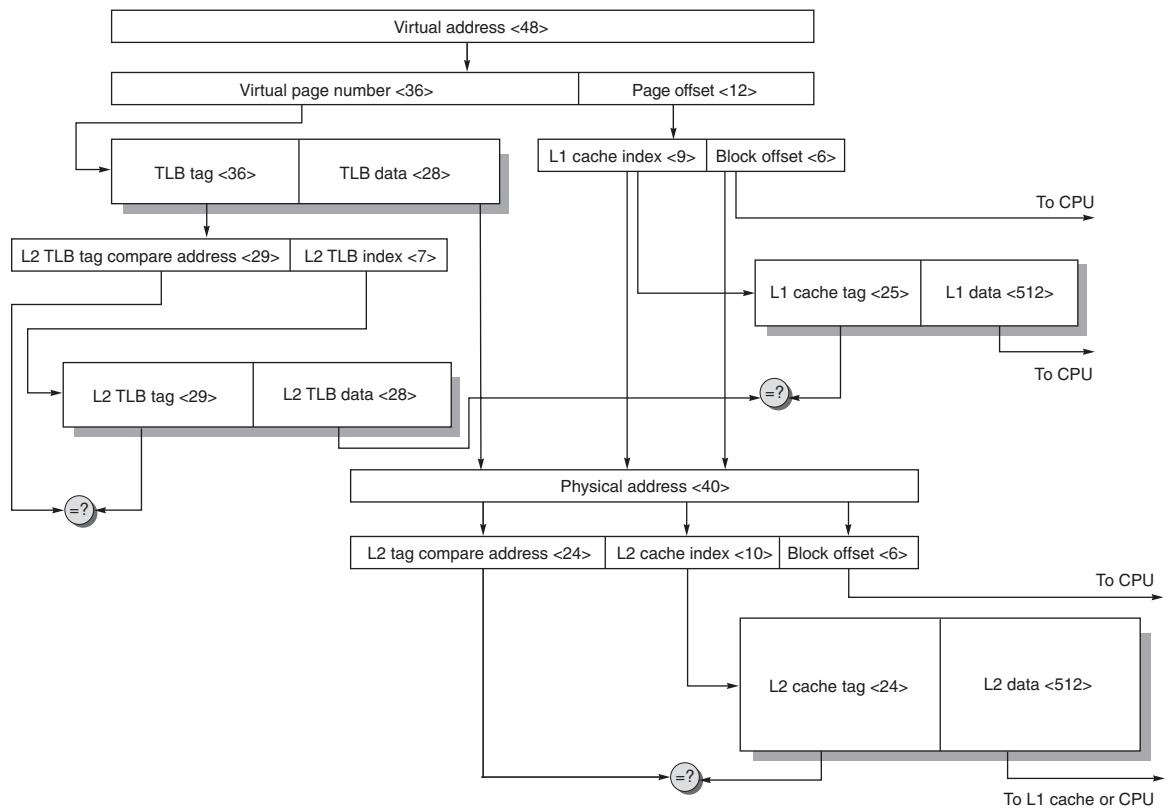 Virtual address <48>
Virtual page number <36>
Page offset <12>
TLB tag <36>
TLB data <28>
L1 cache index <9>
Block offset <6>
To CPU
L2 TLB tag compare address <29>
L2 TLB index <7>
L1 cache tag <25>
L1 data <512>
To CPU
L2 TLB tag <29>
L2 TLB data <28>
=?
=?
Physical address <40>
L2 tag compare address <24>
L2 cache index <10>
Block offset <6>
To CPU
L2 cache tag <24>
L2 data <512>
=?
To L1 cache or CPU